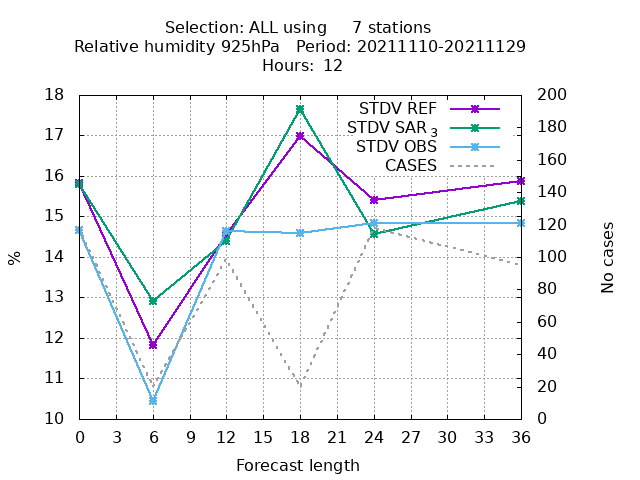 Selection: ALL using     7 stations
Relative humidity 925hPa   Period: 20211110-20211129
Hours:  12
18
17
16
15
14
13
12
11
10
200
180
160
140
120
100
80
60
40
20
0
STDV REF
STDV SAR3
STDV OBS
CASES
%
No cases
0 3 6 9 12 15 18 21 24 27 30 33 36
Forecast length